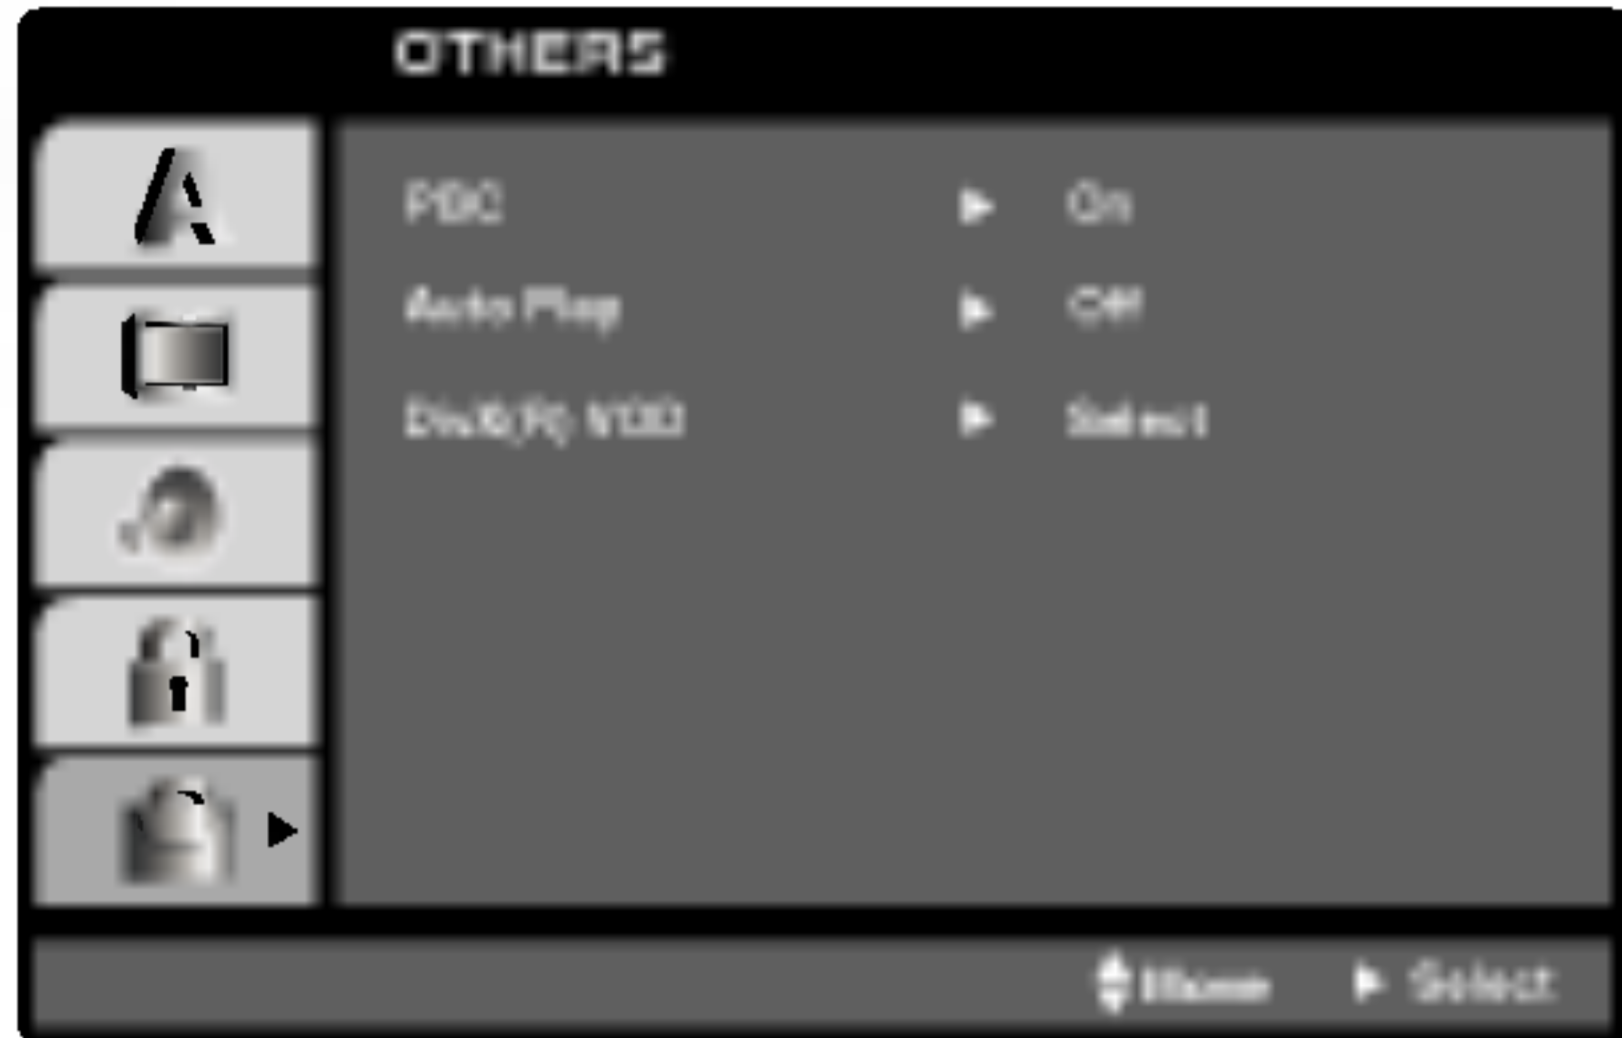 OTHERS
PBC ▶ On
Auto Play ▶ Off
DivX(R) VOD ▶ Select
Move ▶ Select